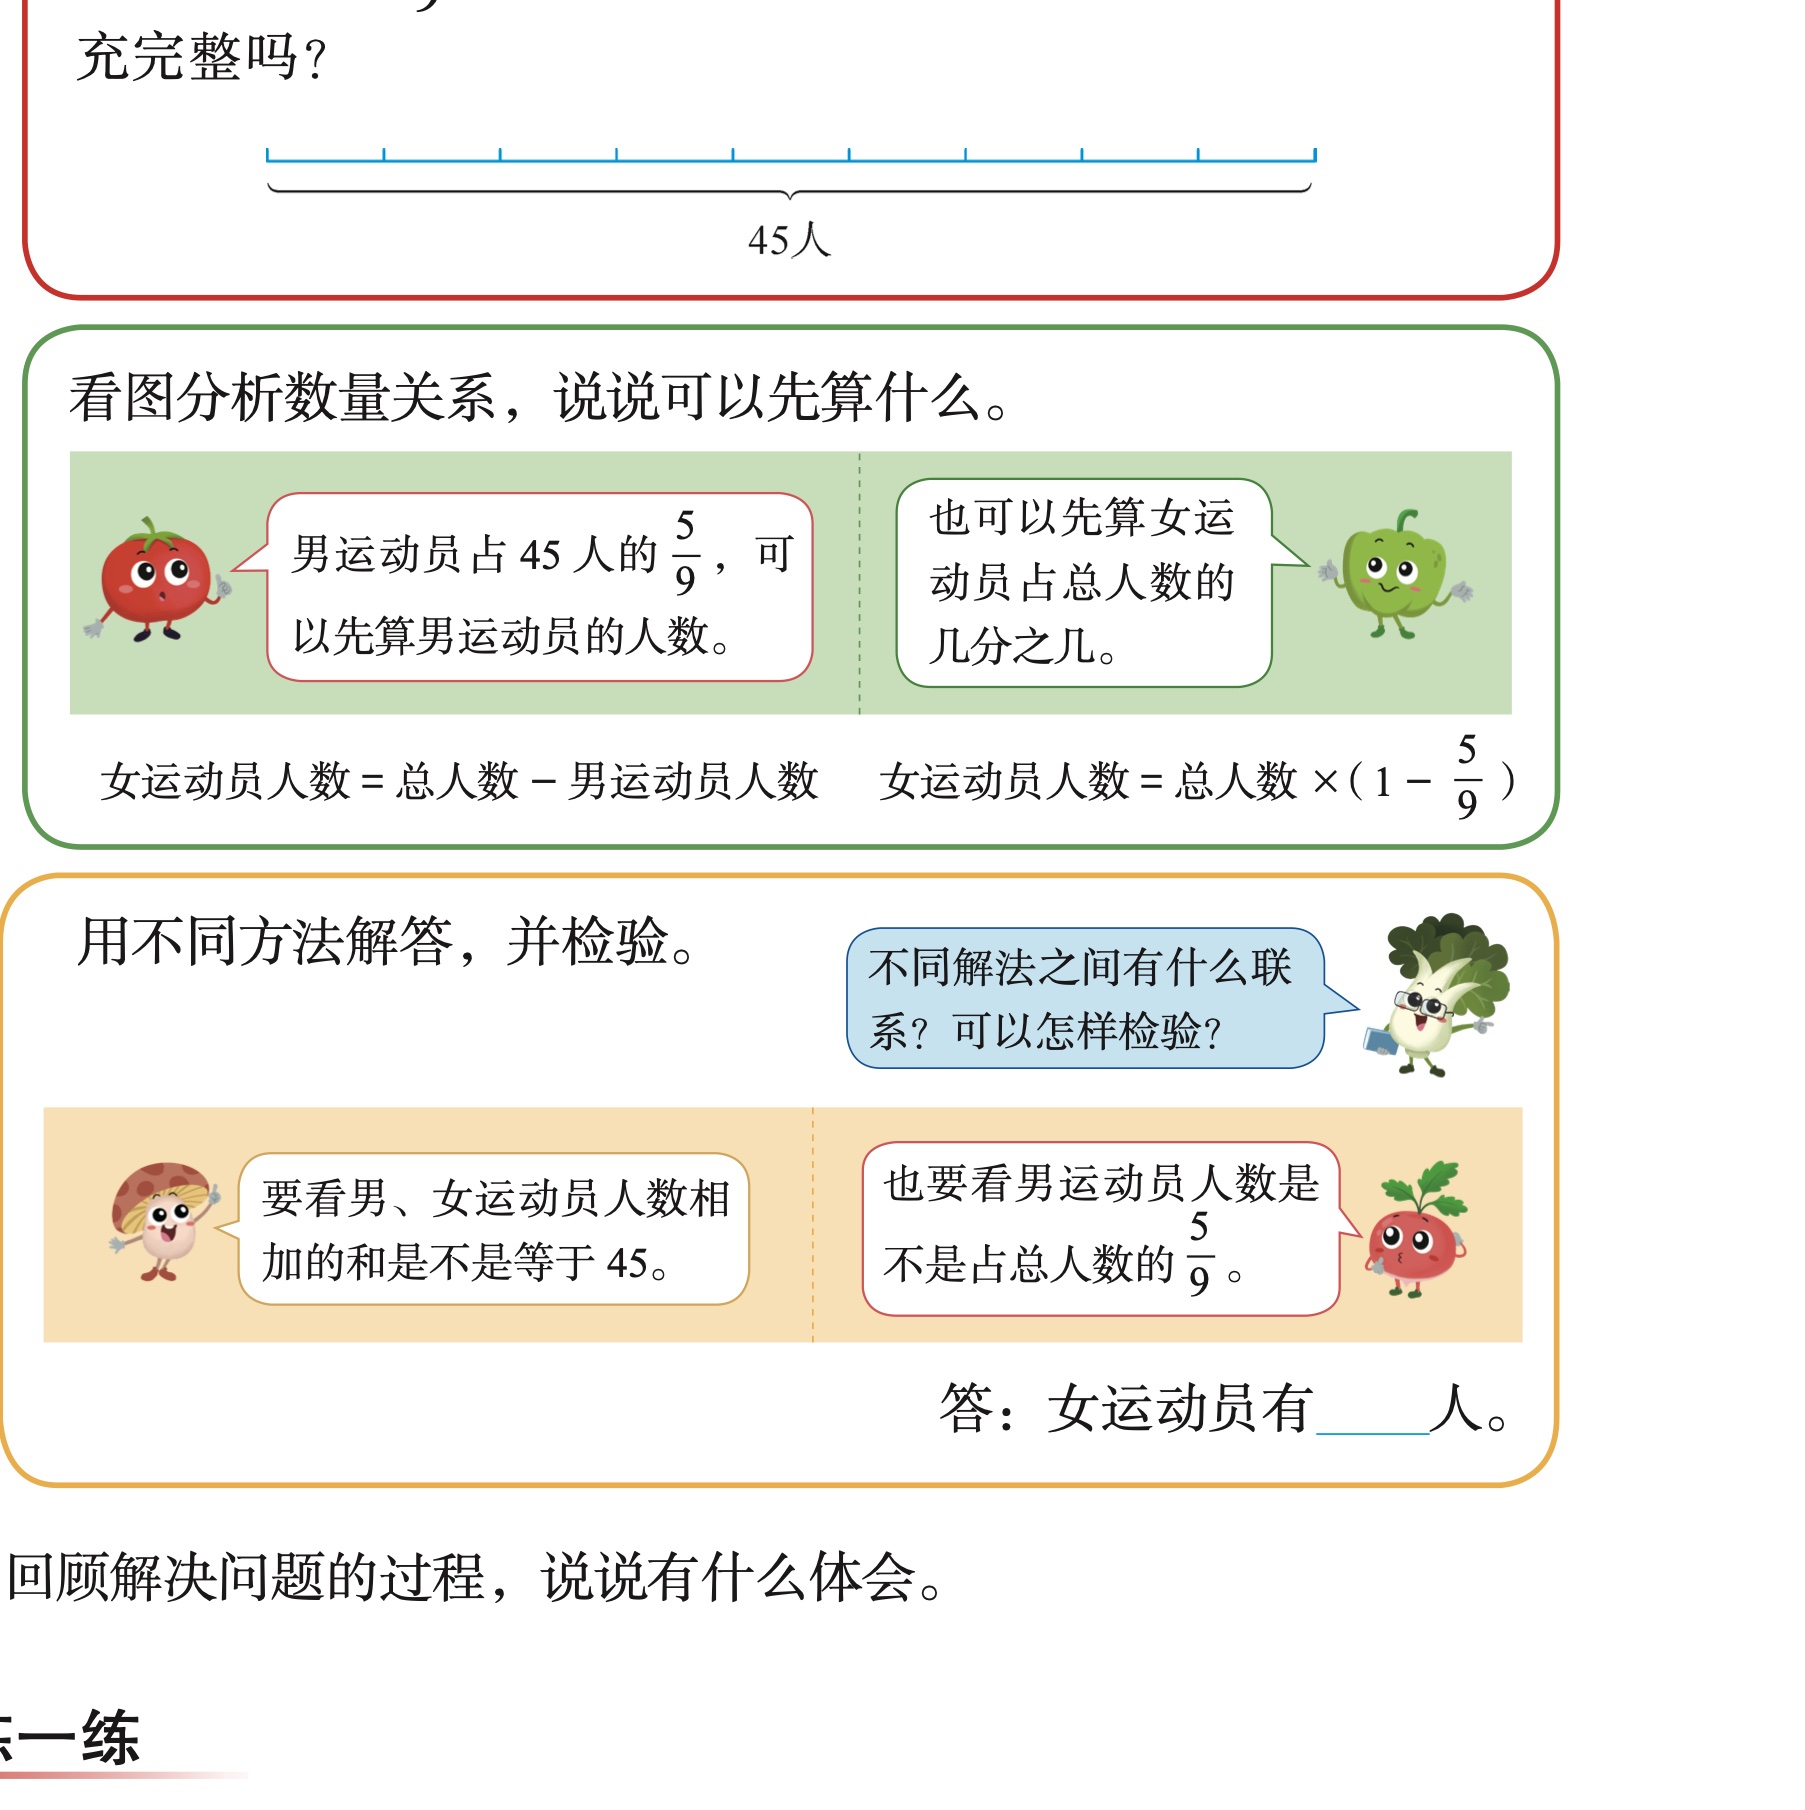 充完整吗？
45人
看图分析数量关系，说说可以先算什么。
男运动员占 45 人的 5/9，可
以先算男运动员的人数。
也可以先算女运
动员占总人数的
几分之几。
女运动员人数 = 总人数 − 男运动员人数
女运动员人数 = 总人数 ×( 1 − 5/9 )
用不同方法解答，并检验。
不同解法之间有什么联
系？可以怎样检验？
要看男、女运动员人数相
加的和是不是等于 45。
也要看男运动员人数是
不是占总人数的 5/9。
答：女运动员有____人。
回顾解决问题的过程，说说有什么体会。
一练